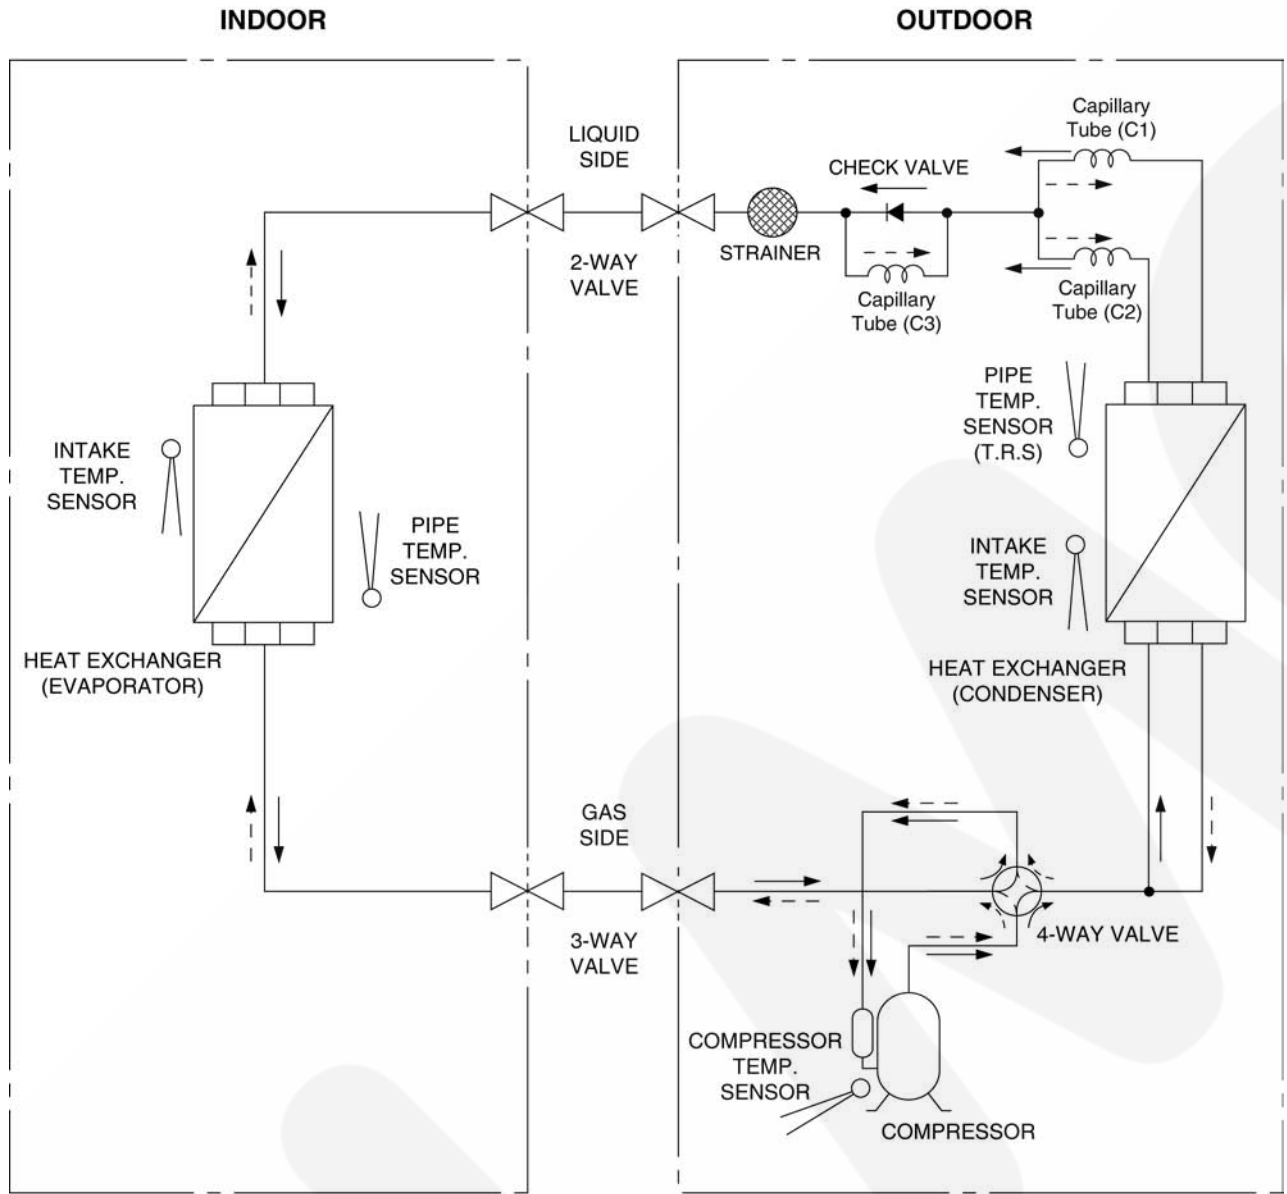 INDOOR
OUTDOOR
LIQUID
SIDE
2-WAY
VALVE
STRAINER
CHECK VALVE
Capillary
Tube (C3)
Capillary
Tube (C1)
Capillary
Tube (C2)
INTAKE
TEMP.
SENSOR
PIPE
TEMP.
SENSOR
HEAT EXCHANGER
(EVAPORATOR)
PIPE
TEMP.
SENSOR
(T.R.S)
INTAKE
TEMP.
SENSOR
HEAT EXCHANGER
(CONDENSER)
GAS
SIDE
3-WAY
VALVE
4-WAY VALVE
COMPRESSOR
TEMP.
SENSOR
COMPRESSOR